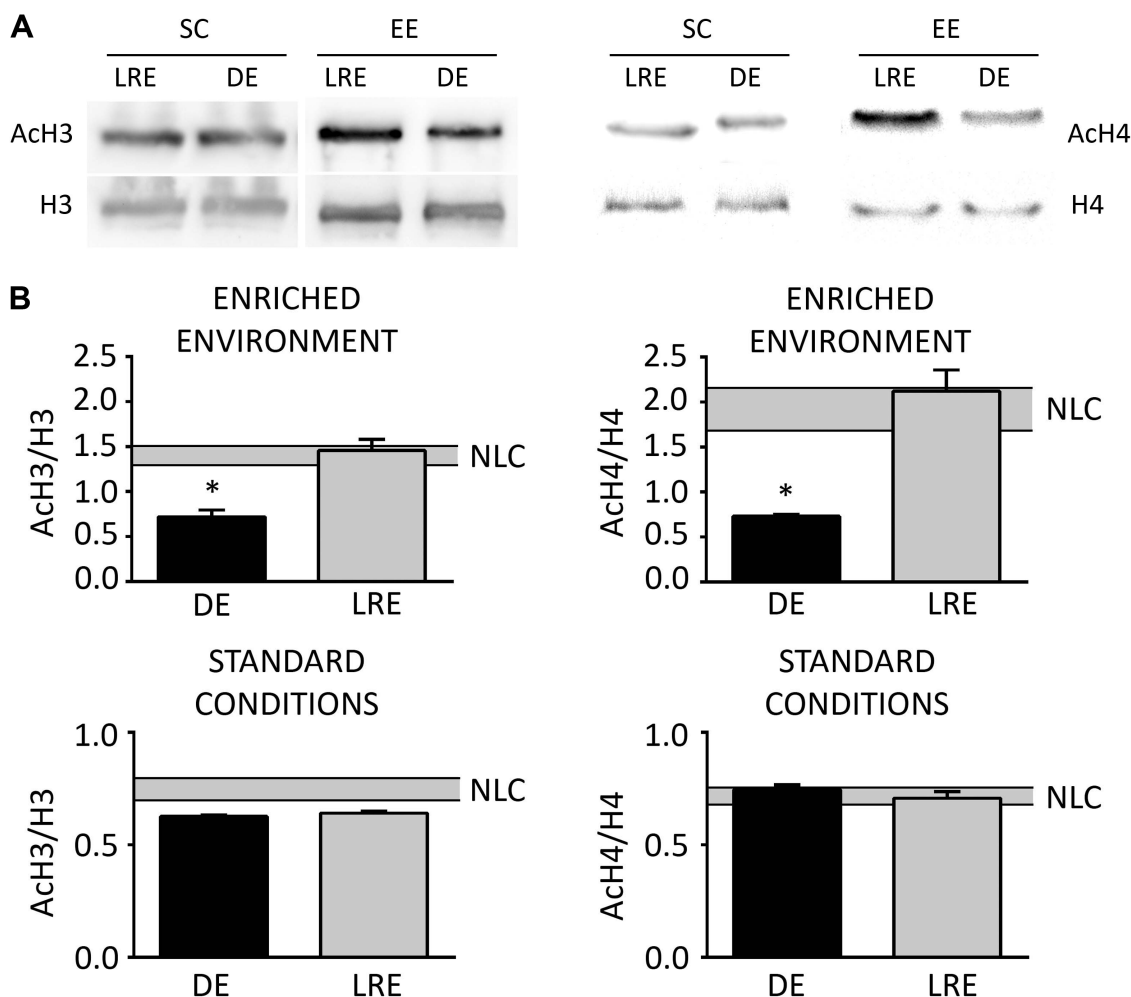 A
SC EE SC EE
LRE DE LRE DE LRE DE LRE DE
AcH3 AcH4
H3 H4
B
ENRICHED
ENVIRONMENT
2.5
2.0
1.5
1.0
0.5
0.0
AcH3/H3
NLC
*
DE LRE
ENRICHED
ENVIRONMENT
2.5
2.0
1.5
1.0
0.5
0.0
AcH4/H4
NLC
*
DE LRE
STANDARD
CONDITIONS
1.0
0.5
0.0
AcH3/H3
NLC
DE LRE
STANDARD
CONDITIONS
1.0
0.5
0.0
AcH4/H4
NLC
DE LRE